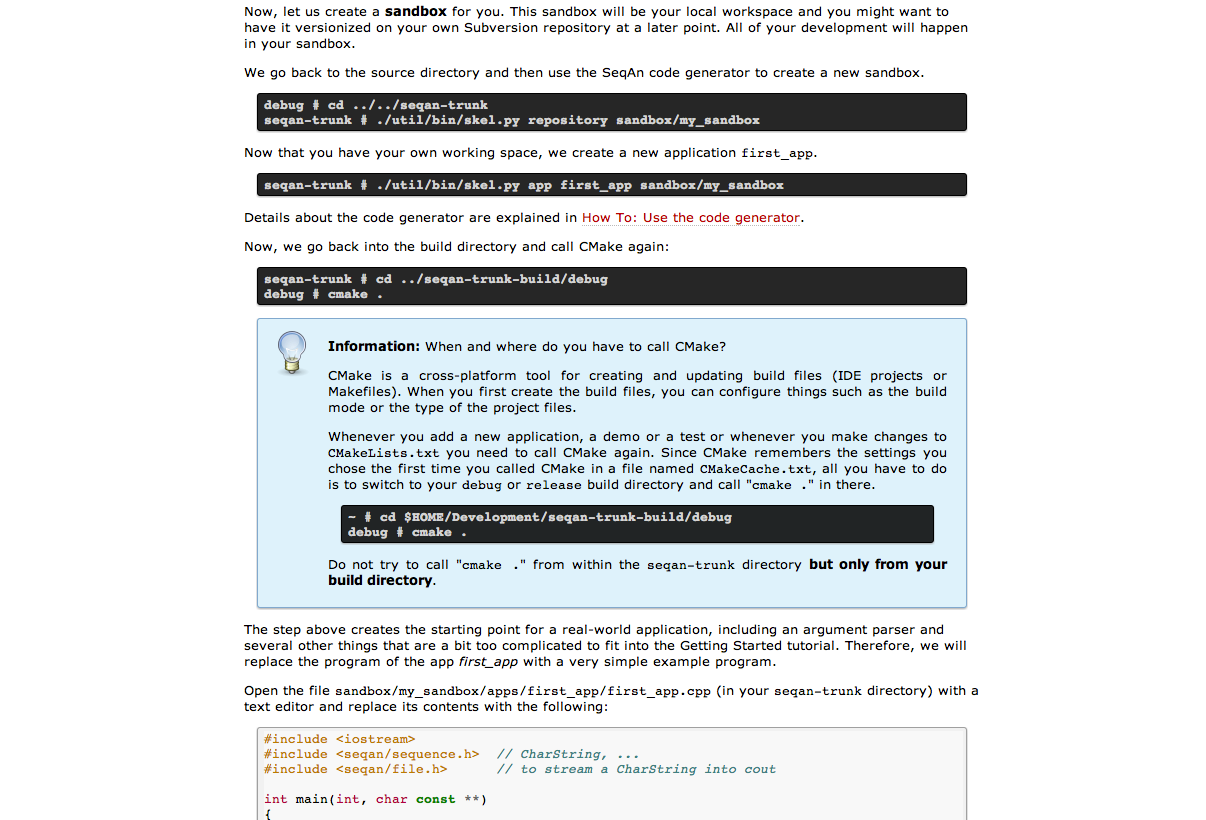 Now, let us create a sandbox for you. This sandbox will be your local workspace and you might want to
have it versionized on your own Subversion repository at a later point. All of your development will happen
in your sandbox.
We go back to the source directory and then use the SeqAn code generator to create a new sandbox.
debug # cd ../../seqan-trunk
seqan-trunk # ./util/bin/skel.py repository sandbox/my_sandbox
Now that you have your own working space, we create a new application first_app.
seqan-trunk # ./util/bin/skel.py app first_app sandbox/my_sandbox
Details about the code generator are explained in How To: Use the code generator.
Now, we go back into the build directory and call CMake again:
seqan-trunk # cd ../seqan-trunk-build/debug
debug # cmake .
Information: When and where do you have to call CMake?
CMake is a cross-platform tool for creating and updating build files (IDE projects or
Makefiles). When you first create the build files, you can configure things such as the build
mode or the type of the project files.
Whenever you add a new application, a demo or a test or whenever you make changes to
CMakeLists.txt you need to call CMake again. Since CMake remembers the settings you
chose the first time you called CMake in a file named CMakeCache.txt, all you have to do
is to switch to your debug or release build directory and call "cmake ." in there.
~ # cd $HOME/Development/seqan-trunk-build/debug
debug # cmake .
Do not try to call "cmake ." from within the seqan-trunk directory but only from your
build directory.
The step above creates the starting point for a real-world application, including an argument parser and
several other things that are a bit too complicated to fit into the Getting Started tutorial. Therefore, we will
replace the program of the app first_app with a very simple example program.
Open the file sandbox/my_sandbox/apps/first_app/first_app.cpp (in your seqan-trunk directory) with a
text editor and replace its contents with the following:
#include <iostream>
#include <seqan/sequence.h>  // CharString, ...
#include <seqan/file.h>      // to stream a CharString into cout
int main(int, char const **)
{